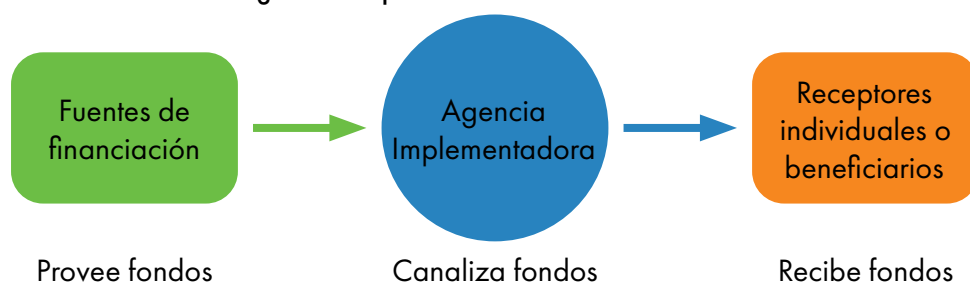 Fuentes de
financiación
Agencia
Implementadora
Receptores
individuales o
beneficiarios
Provee fondos
Canaliza fondos
Recibe fondos